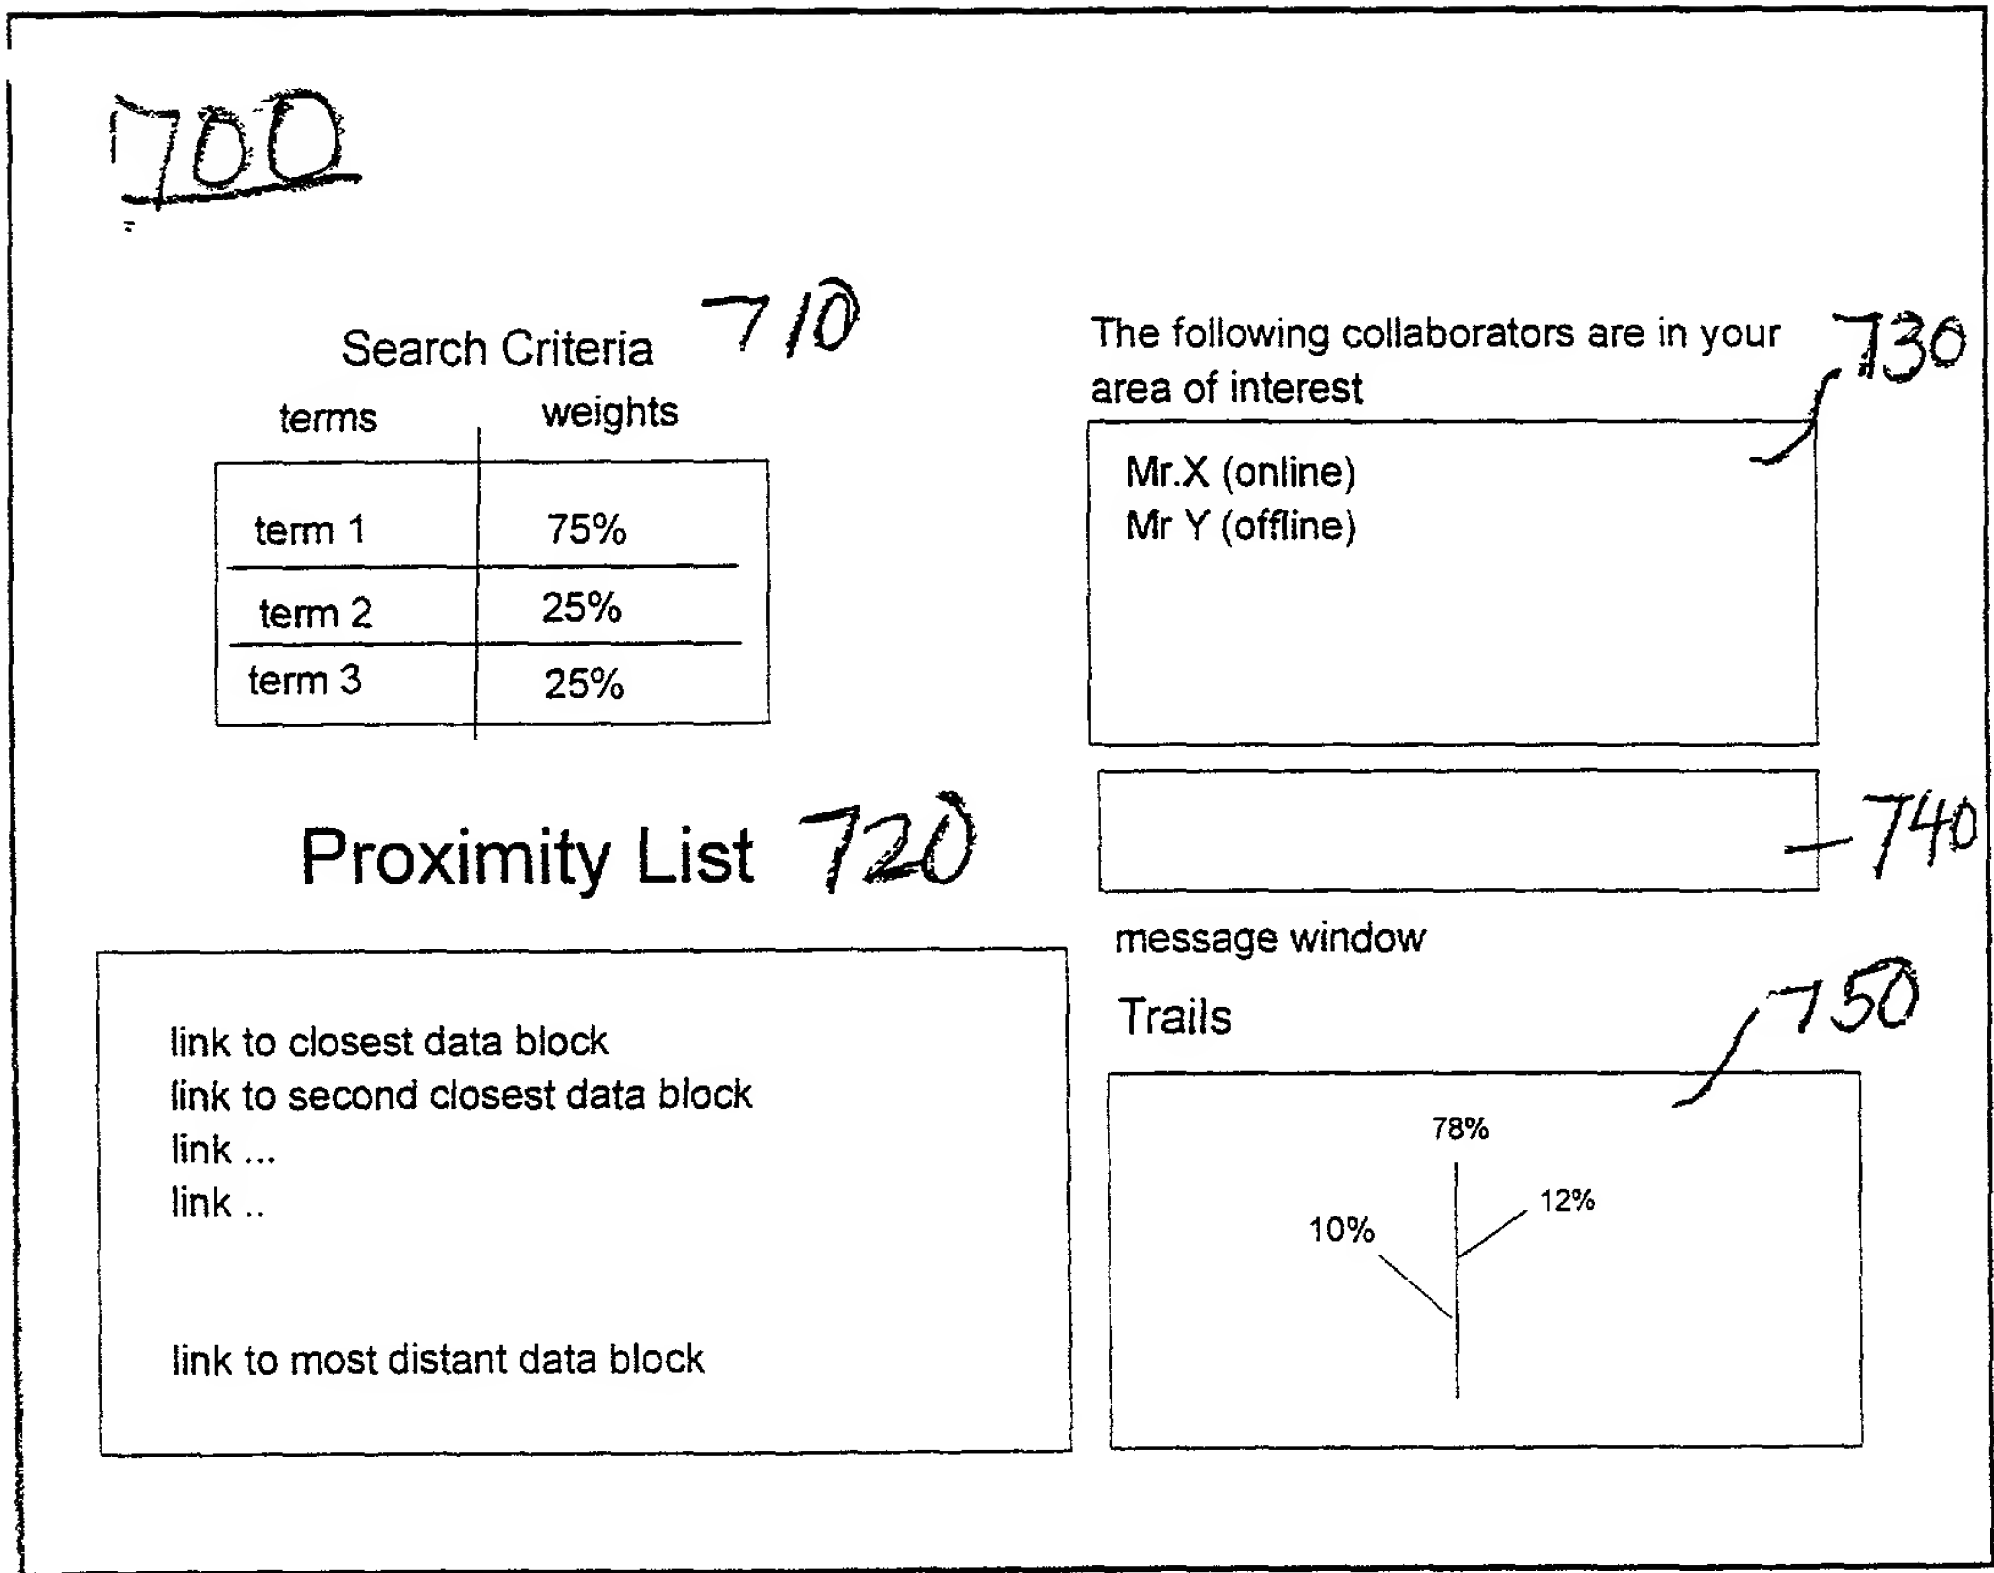 700
Search Criteria 710
terms weights
term 1 75%
term 2 25%
term 3 25%
Proximity List 720
link to closest data block
link to second closest data block
link ...
link ..
link to most distant data block
The following collaborators are in your 730
area of interest
Mr.X (online)
Mr Y (offline)
740
message window
Trails 750
78%
12%
10%